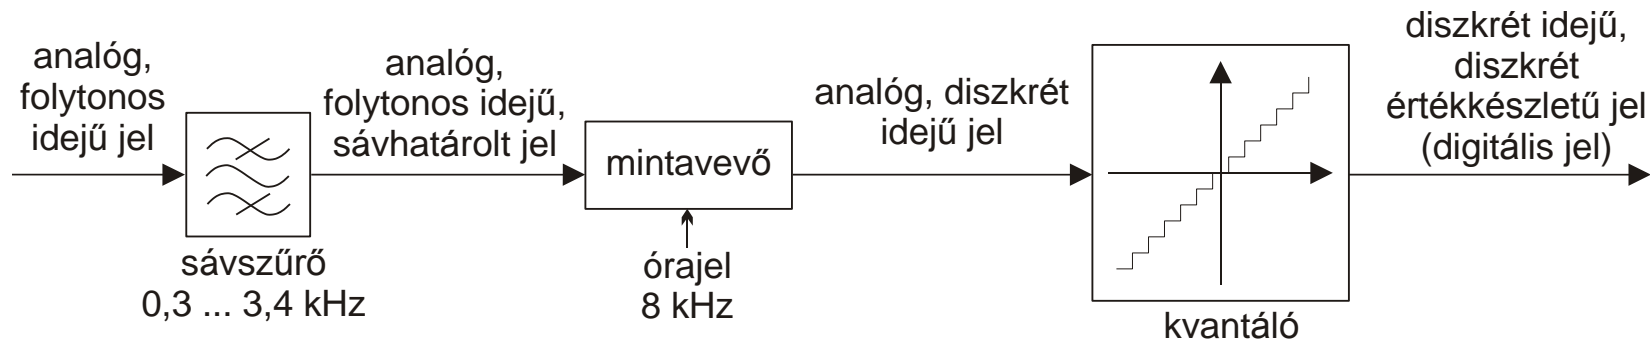 analóg,
folytonos
idejű jel
sávszűrő
0,3 ... 3,4 kHz
analóg,
folytonos idejű,
sávhatárolt jel
mintavevő
órajel
8 kHz
analóg, diszkrét
idejű jel
kvantáló
diszkrét idejű,
diszkrét
értékkészletű jel
(digitális jel)